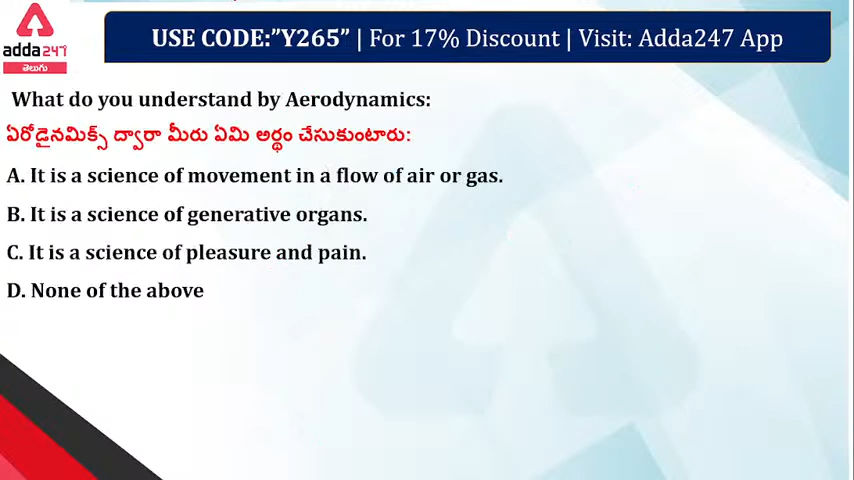 adda247
తెలుగు
USE CODE:”Y265” | For 17% Discount | Visit: Adda247 App
What do you understand by Aerodynamics:
ఏరోడైనమిక్స్ ద్వారా మీరు ఏమి అర్థం చేసుకుంటారు:
A. It is a science of movement in a flow of air or gas.
B. It is a science of generative organs.
C. It is a science of pleasure and pain.
D. None of the above